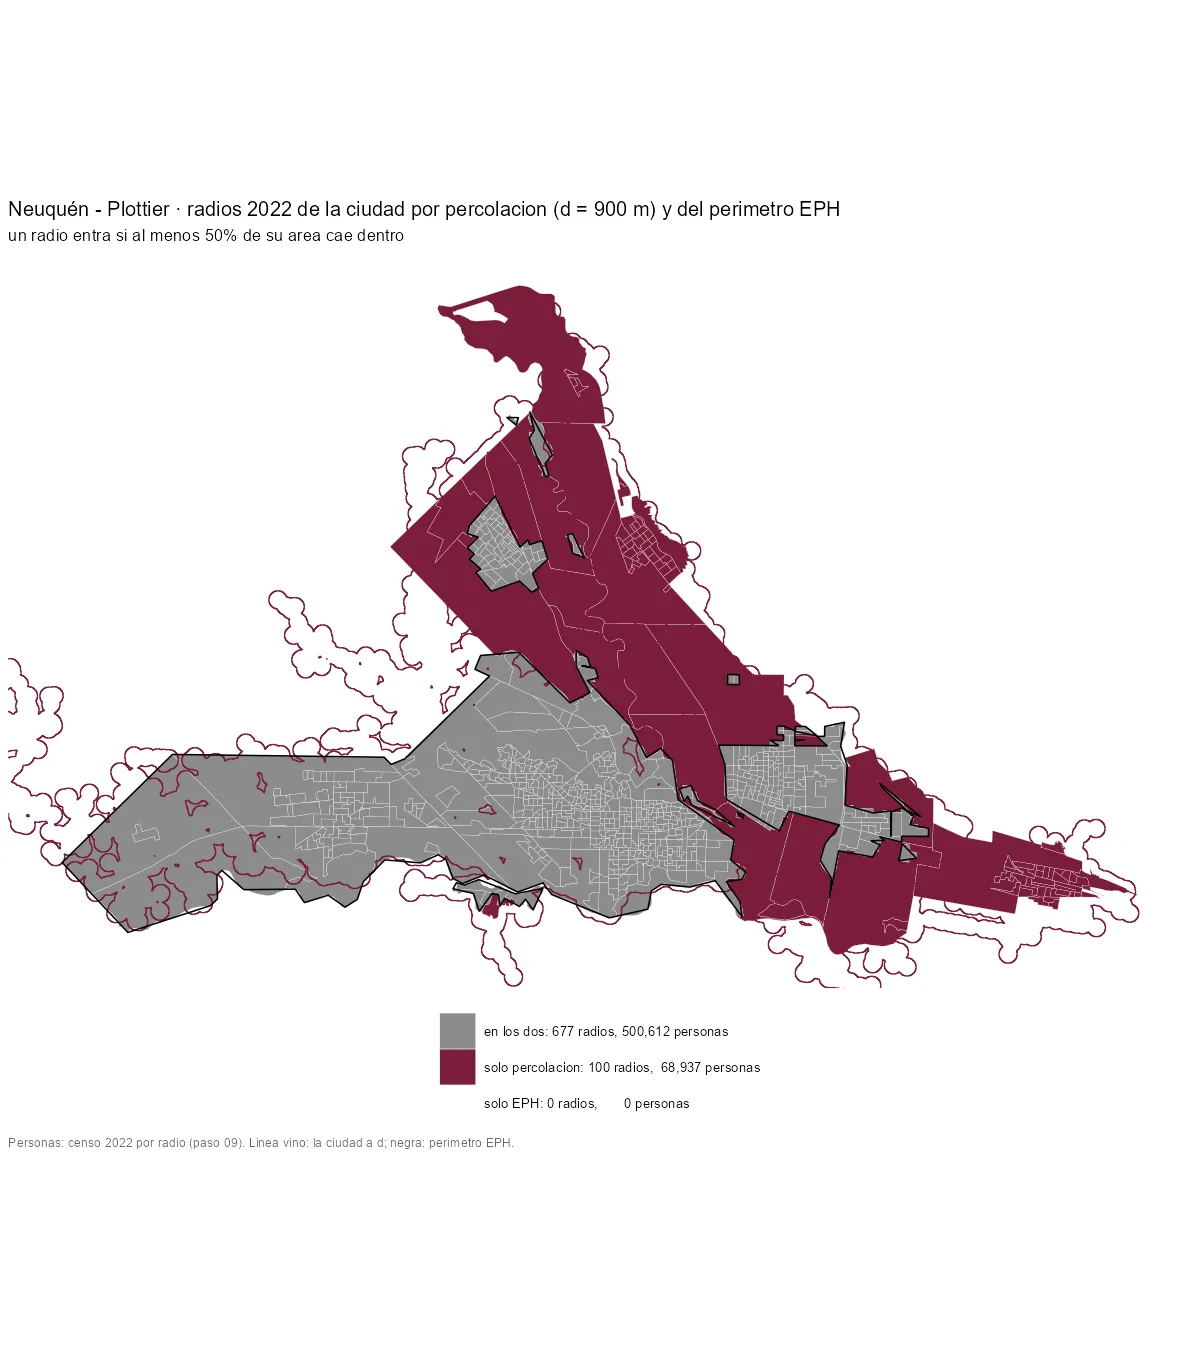 Neuquén - Plottier · radios 2022 de la ciudad por percolacion (d = 900 m) y del perimetro EPH
un radio entra si al menos 50% de su area cae dentro
en los dos: 677 radios, 500,612 personas
solo percolacion: 100 radios,  68,937 personas
solo EPH: 0 radios,       0 personas
Personas: censo 2022 por radio (paso 09). Linea vino: la ciudad a d; negra: perimetro EPH.